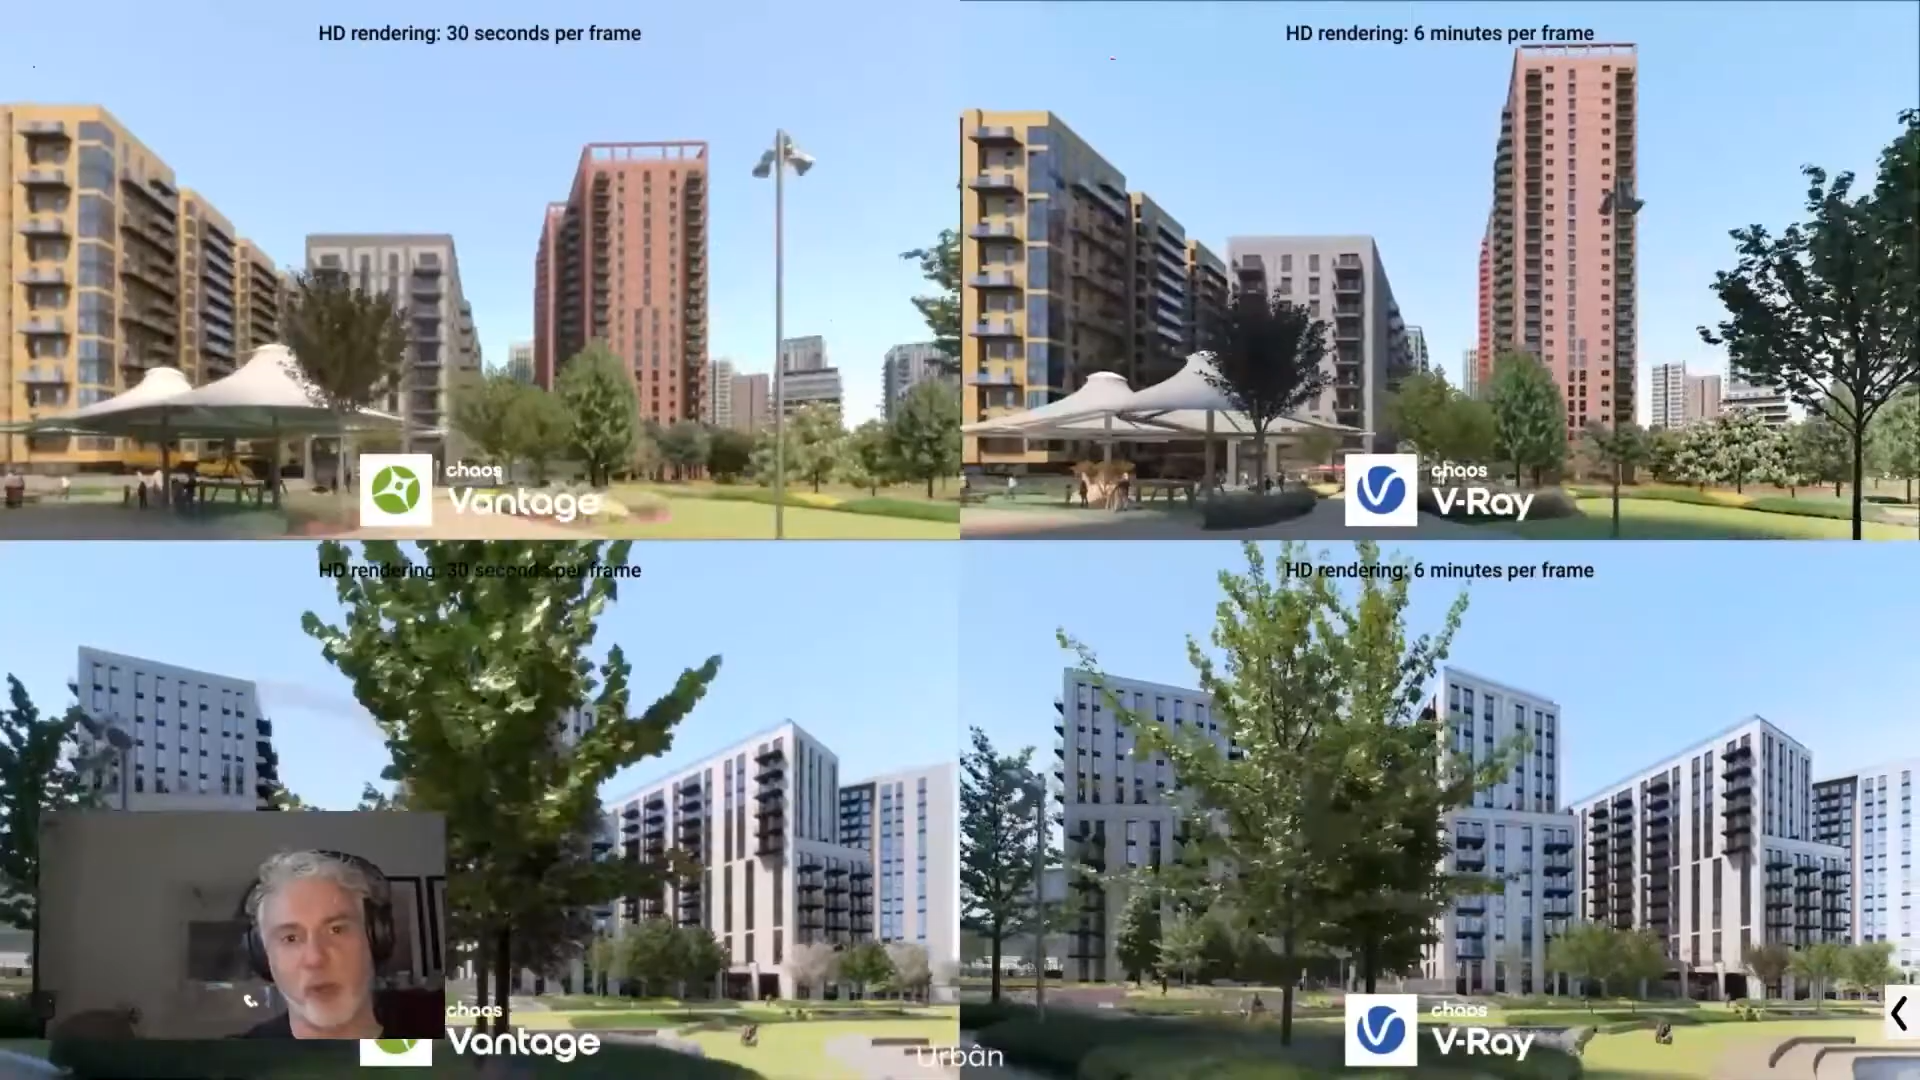 HD rendering: 30 seconds per frame
HD rendering: 6 minutes per frame
chaos
Vantage
chaos
V-Ray
HD rendering: 30 seconds per frame
HD rendering: 6 minutes per frame
chaos
Vantage
chaos
V-Ray
Urbân